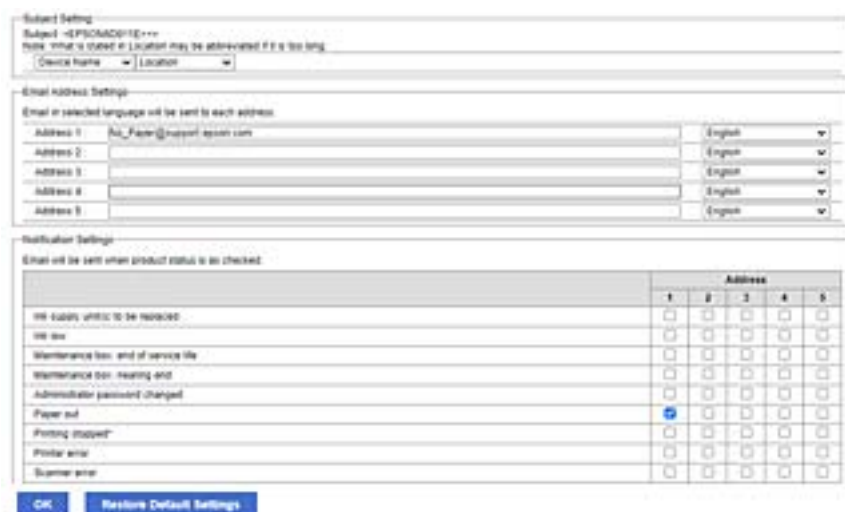 Subject Setting
Subject :
Note: What is stated in Location may be abbreviated if it is too long.
Device Name Location
Email Address Settings
Email in selected language will be sent to each address.
Address 1 : No_Paper@support.epson.com English
Address 2 : English
Address 3 : English
Address 4 : English
Address 5 : English
Notification Settings
Email will be sent when product status is as checked.
Address
1 2 3 4 5
Ink supply unit(s) to be replaced
Ink low
Maintenance box: end of service life
Maintenance box: nearing end
Administrator password changed
Paper out
Printing stopped*
Printer error
Scanner error
OK Restore Default Settings